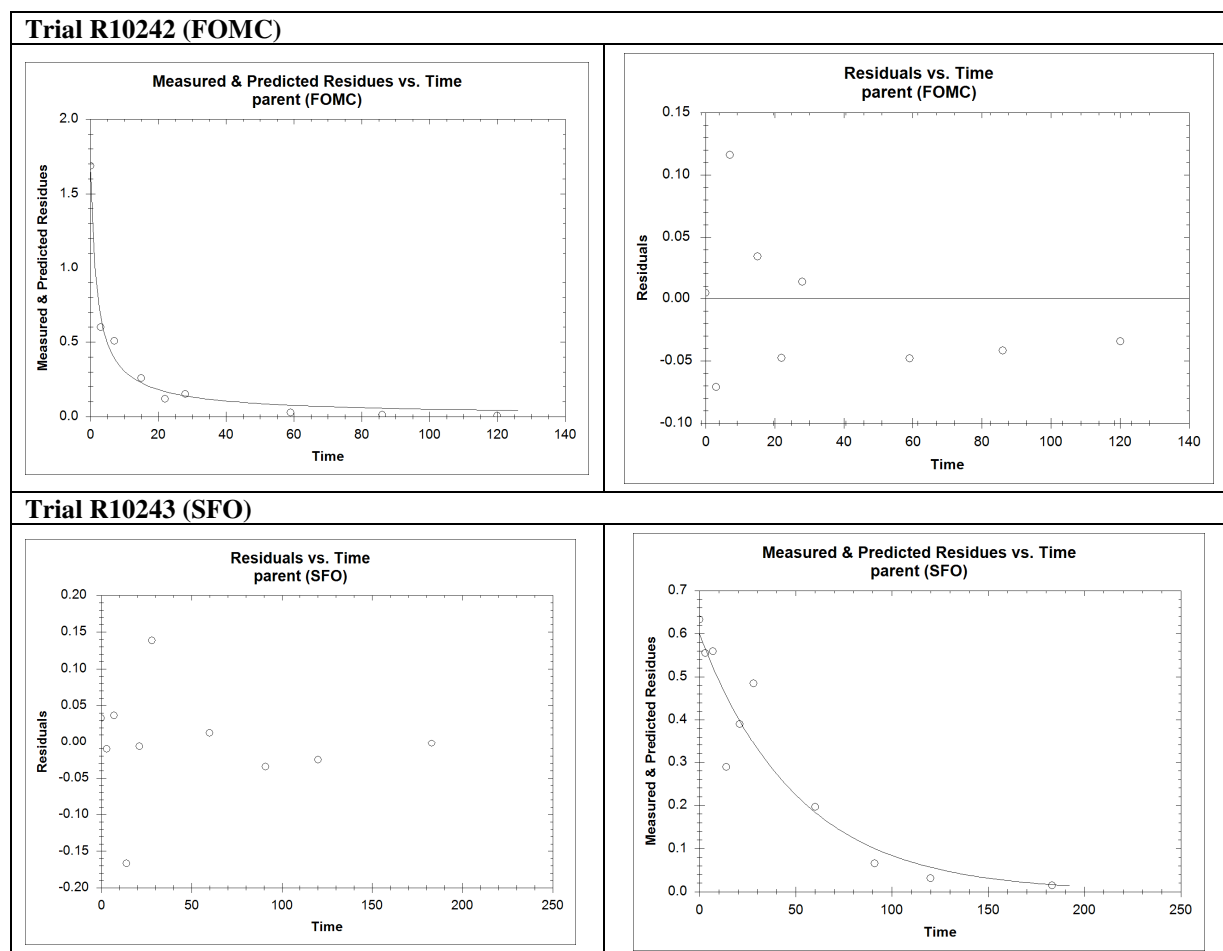 Trial R10242 (FOMC)
Measured & Predicted Residues vs. Time
parent (FOMC)
Measured & Predicted Residues
2.0
1.5
1.0
0.5
0.0
0 20 40 60 80 100 120 140
Time
Residuals vs. Time
parent (FOMC)
Residuals
0.15
0.10
0.05
0.00
-0.05
-0.10
0 20 40 60 80 100 120 140
Time
Trial R10243 (SFO)
Residuals vs. Time
parent (SFO)
Residuals
0.20
0.15
0.10
0.05
0.00
-0.05
-0.10
-0.15
-0.20
0 50 100 150 200 250
Time
Measured & Predicted Residues vs. Time
parent (SFO)
Measured & Predicted Residues
0.7
0.6
0.5
0.4
0.3
0.2
0.1
0.0
0 50 100 150 200 250
Time